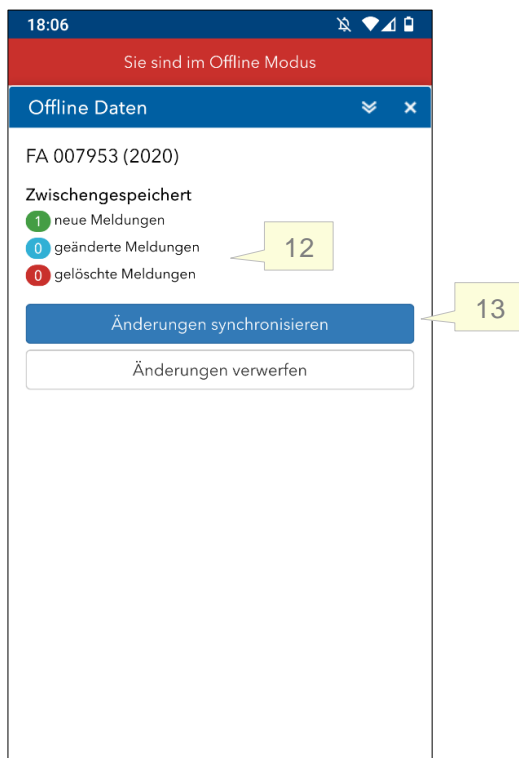 18:06
Sie sind im Offline Modus
Offline Daten
FA 007953 (2020)
Zwischengespeichert
1 neue Meldungen
0 geänderte Meldungen
12
0 gelöschte Meldungen
Änderungen synchronisieren
13
Änderungen verwerfen